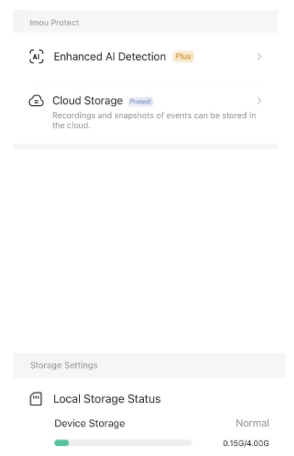 Imou Protect
AI Enhanced AI Detection Plus
Cloud Storage Protect
Recordings and snapshots of events can be stored in
the cloud.
Storage Settings
Local Storage Status
Device Storage Normal
0.15G/4.00G